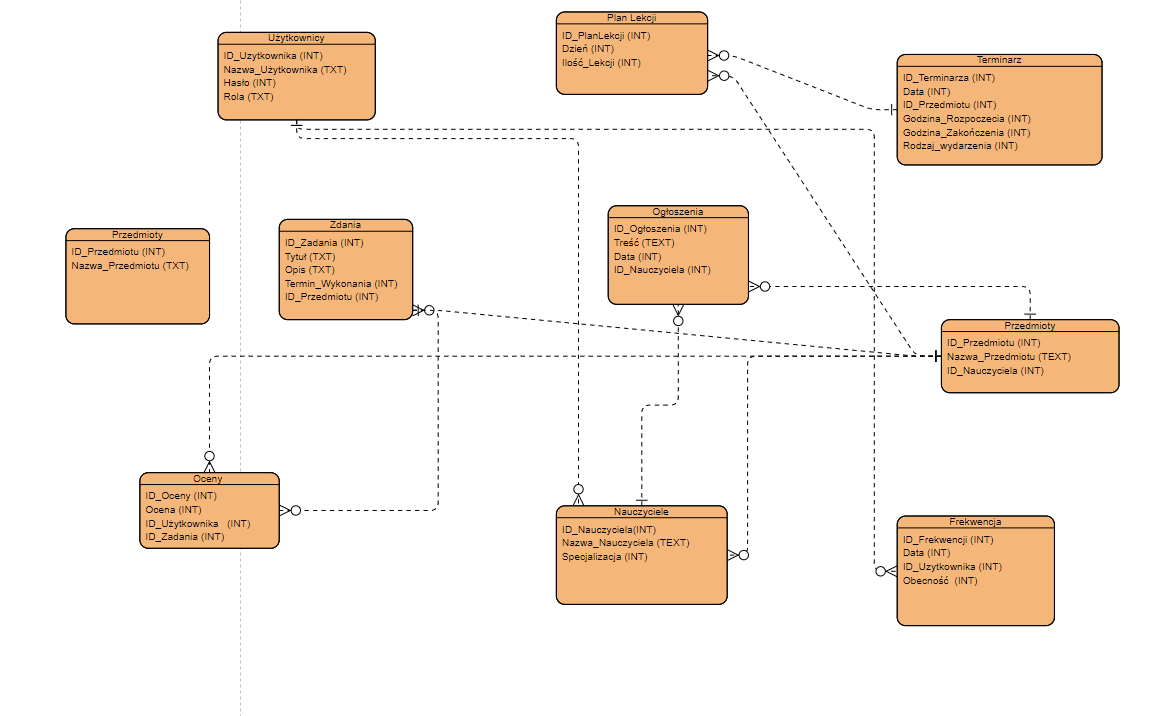 Użytkownicy
ID_Uzytkownika (INT)
Nazwa_Użytkownika (TXT)
Hasło (INT)
Rola (TXT)
Plan Lekcji
ID_PlanLekcji (INT)
Dzień (INT)
Ilość_Lekcji (INT)
Terminarz
ID_Terminarza (INT)
Data (INT)
ID_Przedmiotu (INT)
Godzina_Rozpoczecia (INT)
Godzina_Zakończenia (INT)
Rodzaj_wydarzenia (INT)
Przedmioty
ID_Przedmiotu (INT)
Nazwa_Przedmiotu (TXT)
Zdania
ID_Zadania (INT)
Tytuł (TXT)
Opis (TXT)
Termin_Wykonania (INT)
ID_Przedmiotu (INT)
Ogłoszenia
ID_Ogłoszenia (INT)
Treść (TEXT)
Data (INT)
ID_Nauczyciela (INT)
Przedmioty
ID_Przedmiotu (INT)
Nazwa_Przedmiotu (TEXT)
ID_Nauczyciela (INT)
Oceny
ID_Oceny (INT)
Ocena (INT)
ID_Użytkownika (INT)
ID_Zadania (INT)
Nauczyciele
ID_Nauczyciela(INT)
Nazwa_Nauczyciela (TEXT)
Specjalizacja (INT)
Frekwencja
ID_Frekwencji (INT)
Data (INT)
ID_Uzytkownika (INT)
Obecność (INT)